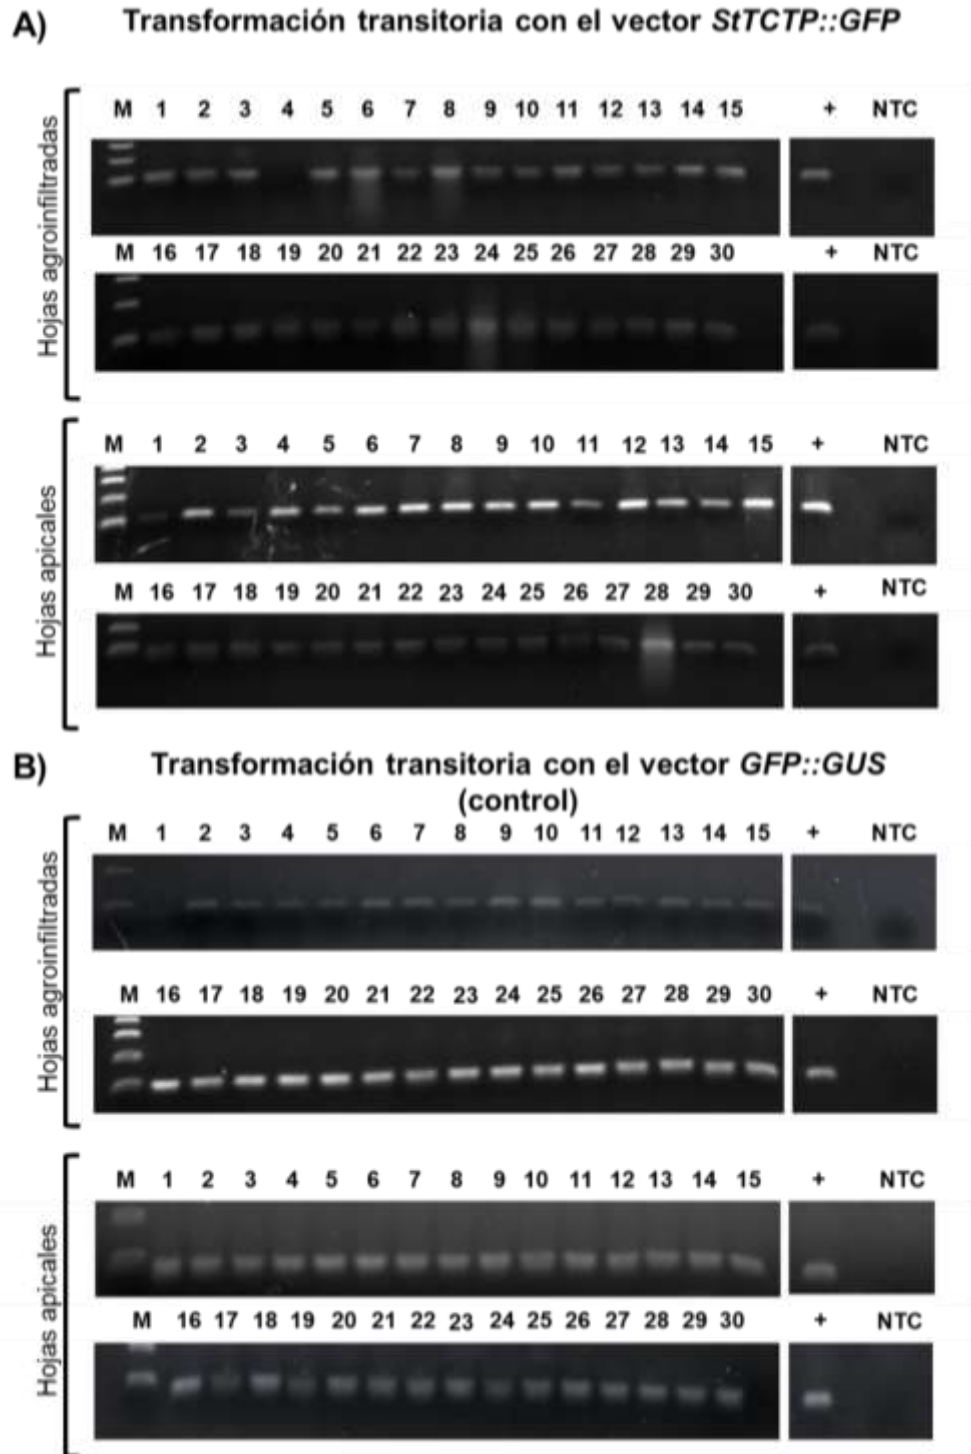 A) Transformación transitoria con el vector StTCTP::GFP
Hojas agroinfiltradas
M 1 2 3 4 5 6 7 8 9 10 11 12 13 14 15 + NTC
M 16 17 18 19 20 21 22 23 24 25 26 27 28 29 30 + NTC
Hojas apicales
M 1 2 3 4 5 6 7 8 9 10 11 12 13 14 15 + NTC
M 16 17 18 19 20 21 22 23 24 25 26 27 28 29 30 + NTC
B) Transformación transitoria con el vector GFP::GUS
(control)
Hojas agroinfiltradas
M 1 2 3 4 5 6 7 8 9 10 11 12 13 14 15 + NTC
M 16 17 18 19 20 21 22 23 24 25 26 27 28 29 30 + NTC
Hojas apicales
M 1 2 3 4 5 6 7 8 9 10 11 12 13 14 15 + NTC
M 16 17 18 19 20 21 22 23 24 25 26 27 28 29 30 + NTC